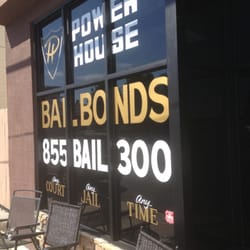 POWER
HOUSE
BAIL BONDS
855 BAIL 300
Any Any Any
COURT JAIL TIME